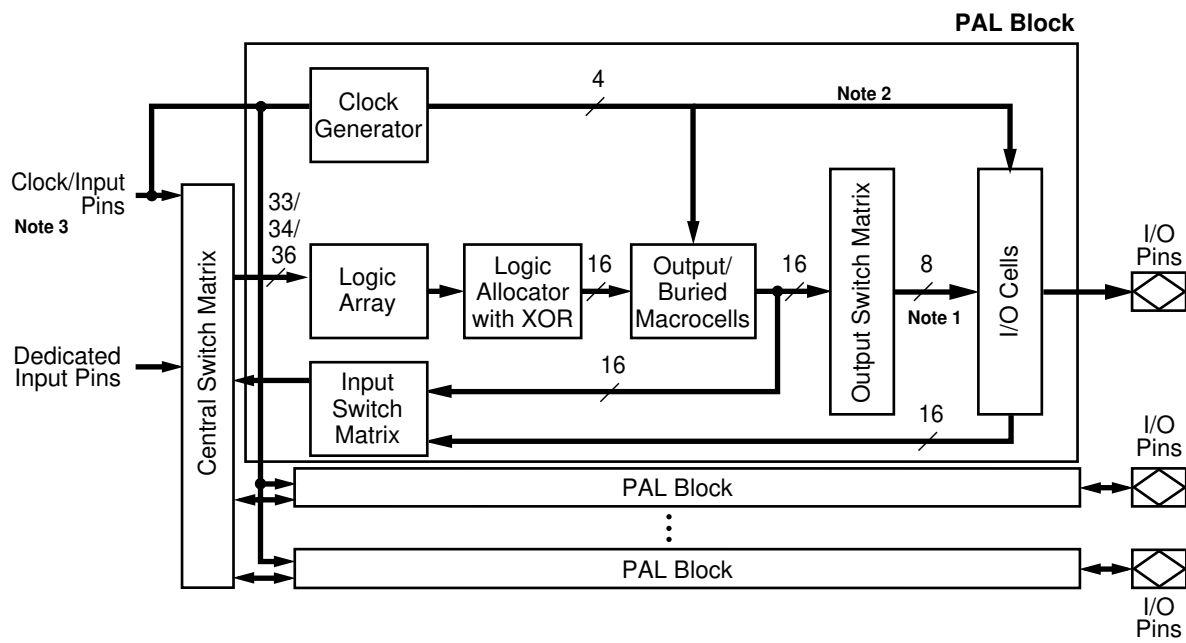 PAL Block
Clock
Generator
4
Note 2
Clock/Input
Pins
Note 3
Central Switch Matrix
33/
34/
36
Logic
Array
Logic
Allocator
with XOR
16
Output/
Buried
Macrocells
16
Output Switch Matrix
8
Note 1
I/O Cells
I/O
Pins
Dedicated
Input Pins
Input
Switch
Matrix
16
16
I/O
Pins
PAL Block
PAL Block
I/O
Pins